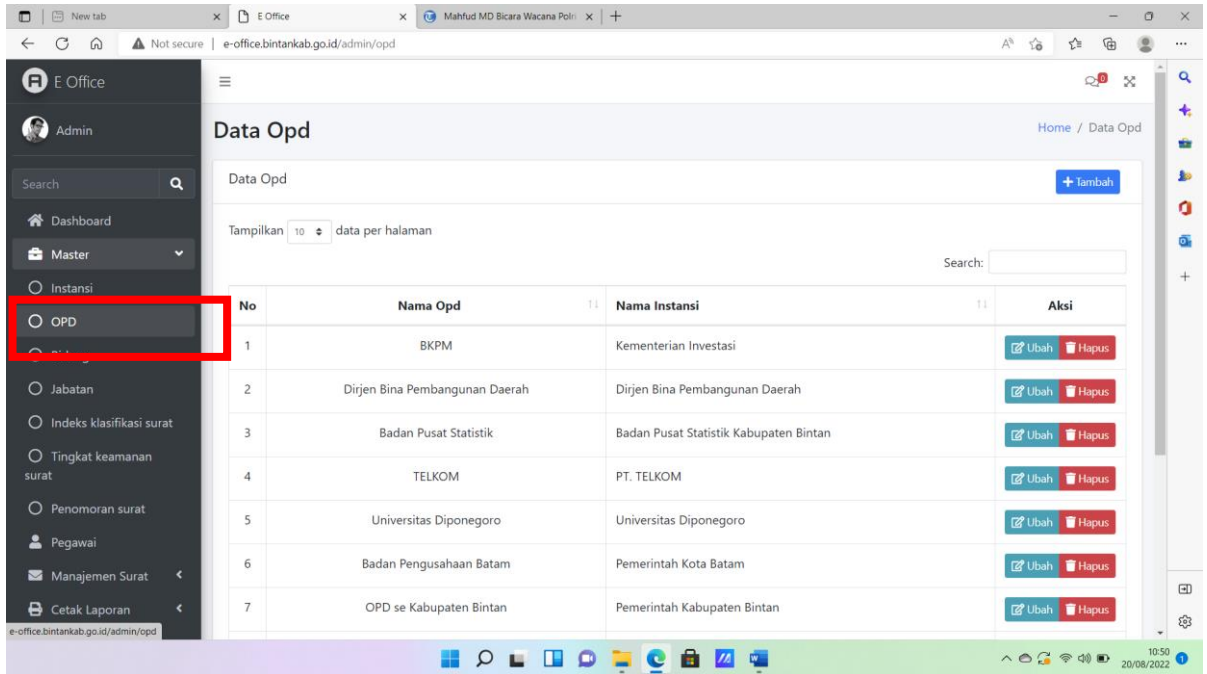 New tab
E Office
Mahfud MD Bicara Wacana Polri
Not secure
e-office.bintankab.go.id/admin/opd
E Office
0
Admin
Data Opd
Home / Data Opd
Search
Data Opd
Tambah
Dashboard
Tampilkan 10 data per halaman
Master
Search:
Instansi
No Nama Opd Nama Instansi Aksi
OPD
1 BKPM Kementerian Investasi Ubah Hapus
Jabatan
2 Dirjen Bina Pembangunan Daerah Dirjen Bina Pembangunan Daerah Ubah Hapus
Indeks klasifikasi surat
3 Badan Pusat Statistik Badan Pusat Statistik Kabupaten Bintan Ubah Hapus
Tingkat keamanan
surat
4 TELKOM PT. TELKOM Ubah Hapus
Penomoran surat
5 Universitas Diponegoro Universitas Diponegoro Ubah Hapus
Pegawai
6 Badan Pengusahaan Batam Pemerintah Kota Batam Ubah Hapus
Manajemen Surat
7 OPD se Kabupaten Bintan Pemerintah Kabupaten Bintan Ubah Hapus
Cetak Laporan
e-office.bintankab.go.id/admin/opd
10:50
20/08/2022
1